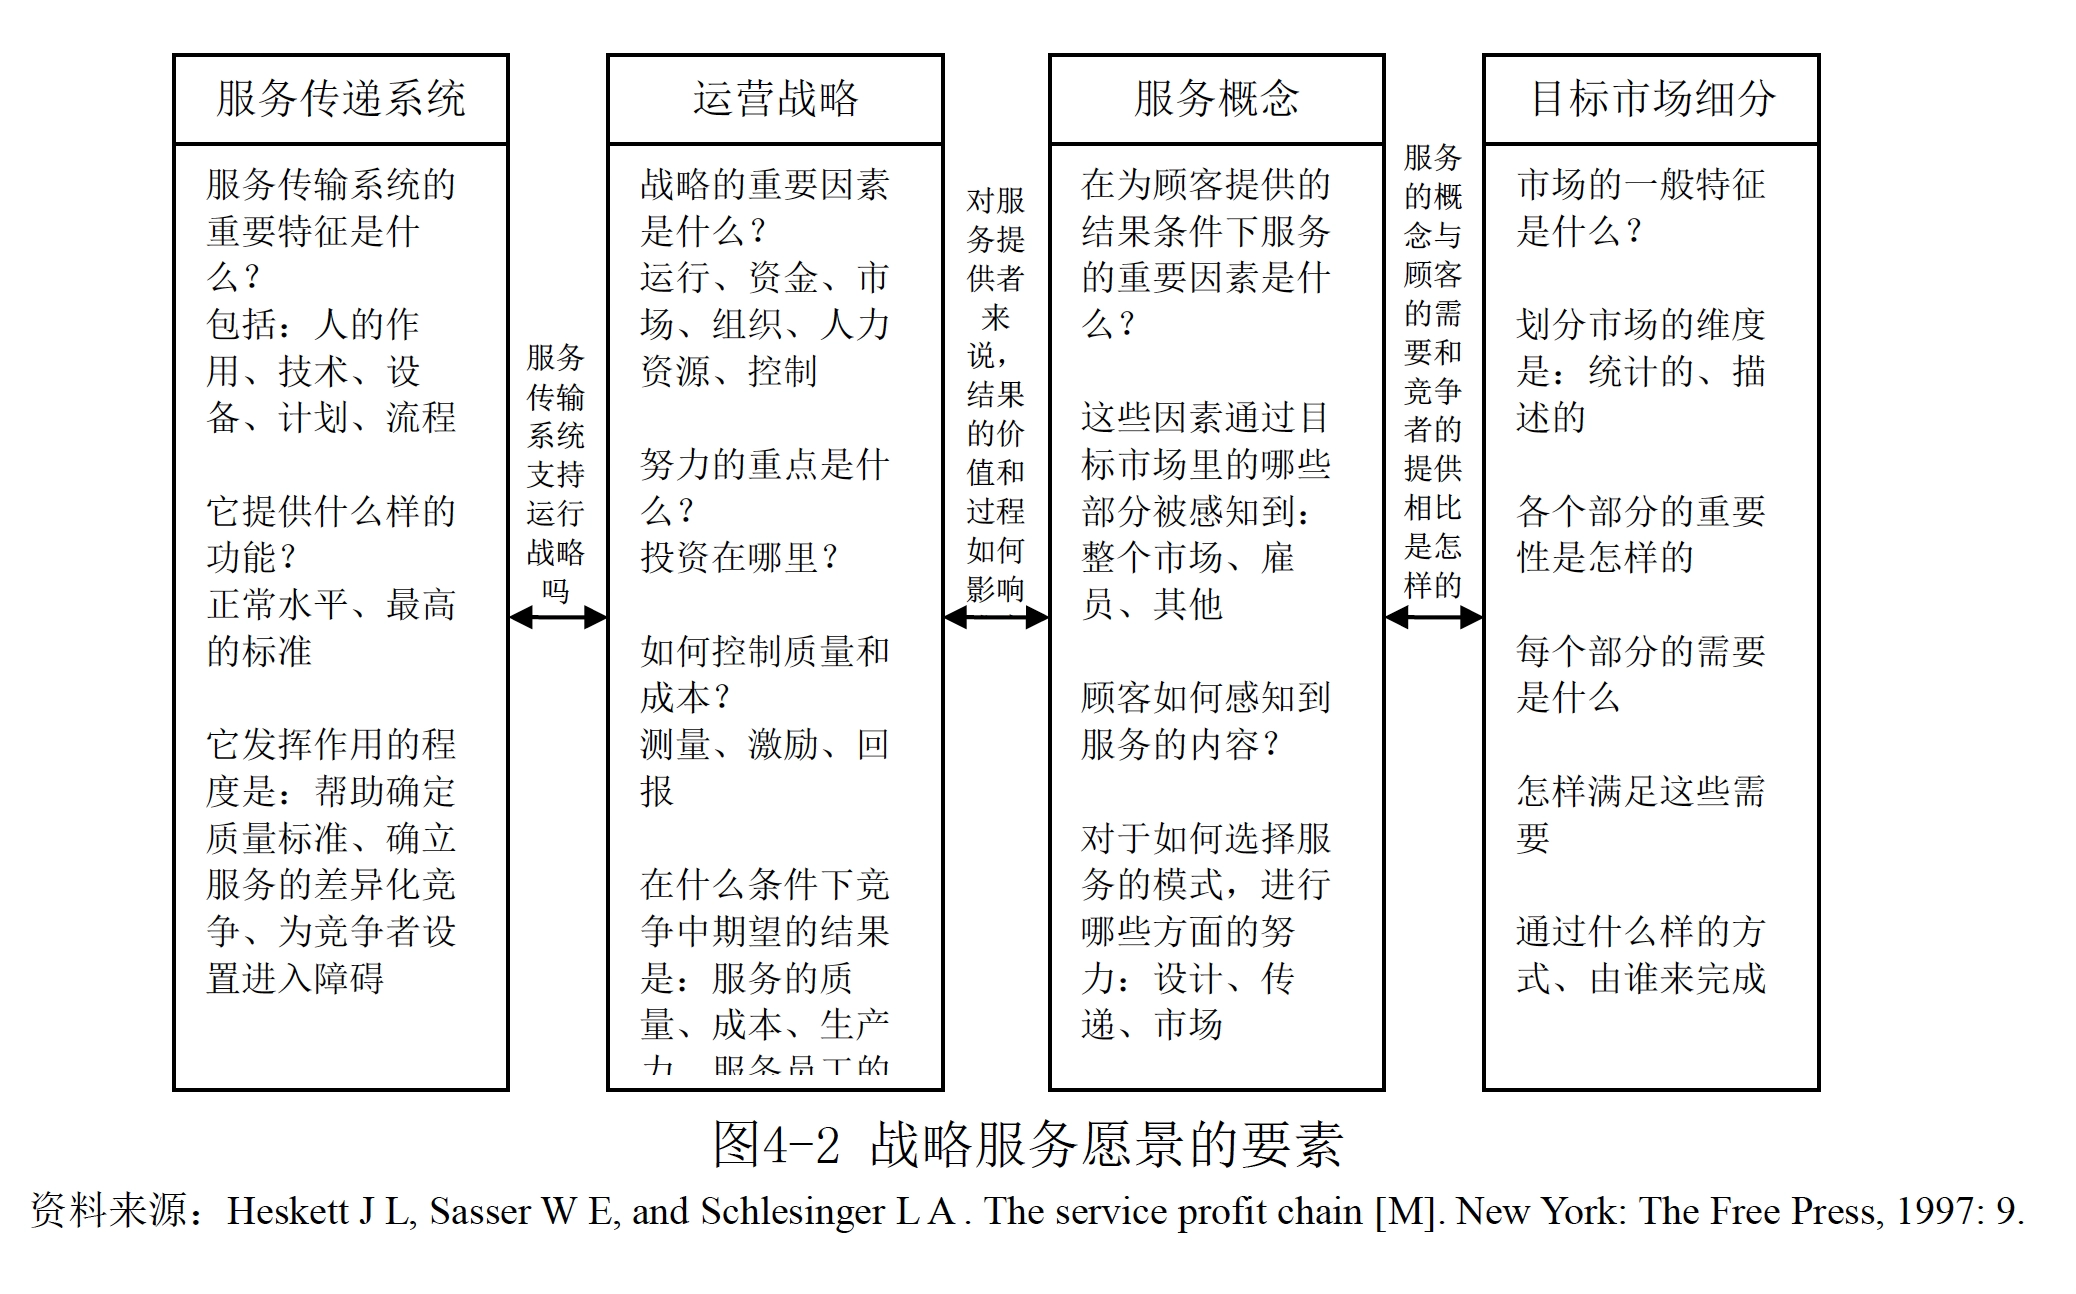 服务传递系统
服务传输系统的
重要特征是什
么？
包括：人的作
用、技术、设
备、计划、流程
它提供什么样的
功能？
正常水平、最高
的标准
它发挥作用的程
度是：帮助确定
质量标准、确立
服务的差异化竞
争、为竞争者设
置进入障碍
服务
传输
系统
支持
运行
战略
吗
运营战略
战略的重要因素
是什么？
运行、资金、市
场、组织、人力
资源、控制
努力的重点是什
么？
投资在哪里？
如何控制质量和
成本？
测量、激励、回
报
在什么条件下竞
争中期望的结果
是：服务的质
量、成本、生产
力、服务员工的
对服
务提
供者
来
说，
结果
的价
值和
过程
如何
影响
服务概念
在为顾客提供的
结果条件下服务
的重要因素是什
么？
这些因素通过目
标市场里的哪些
部分被感知到：
整个市场、雇
员、其他
顾客如何感知到
服务的内容？
对于如何选择服
务的模式，进行
哪些方面的努
力：设计、传
递、市场
服务
的概
念与
顾客
的需
要和
竞争
者的
提供
相比
是怎
样的
目标市场细分
市场的一般特征
是什么？
划分市场的维度
是：统计的、描
述的
各个部分的重要
性是怎样的
每个部分的需要
是什么
怎样满足这些需
要
通过什么样的方
式、由谁来完成
图4-2 战略服务愿景的要素
资料来源：Heskett J L, Sasser W E, and Schlesinger L A . The service profit chain [M]. New York: The Free Press, 1997: 9.